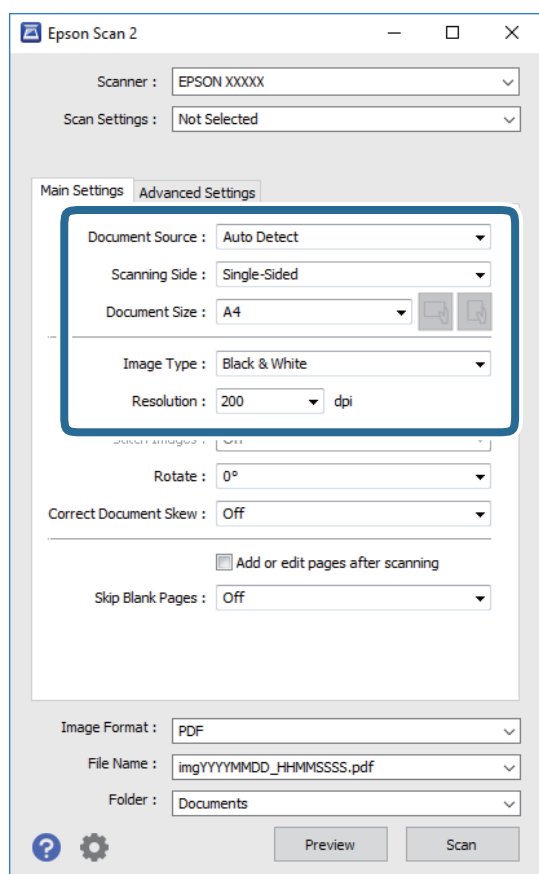 Epson Scan 2
Scanner : EPSON XXXXX
Scan Settings : Not Selected
Main Settings Advanced Settings
Document Source : Auto Detect
Scanning Side : Single-Sided
Document Size : A4
Image Type : Black & White
Resolution : 200 dpi
Stitch Images : Off
Rotate : 0°
Correct Document Skew : Off
Add or edit pages after scanning
Skip Blank Pages : Off
Image Format : PDF
File Name : imgYYYYMMDD_HHMMSSSS.pdf
Folder : Documents
? Preview Scan